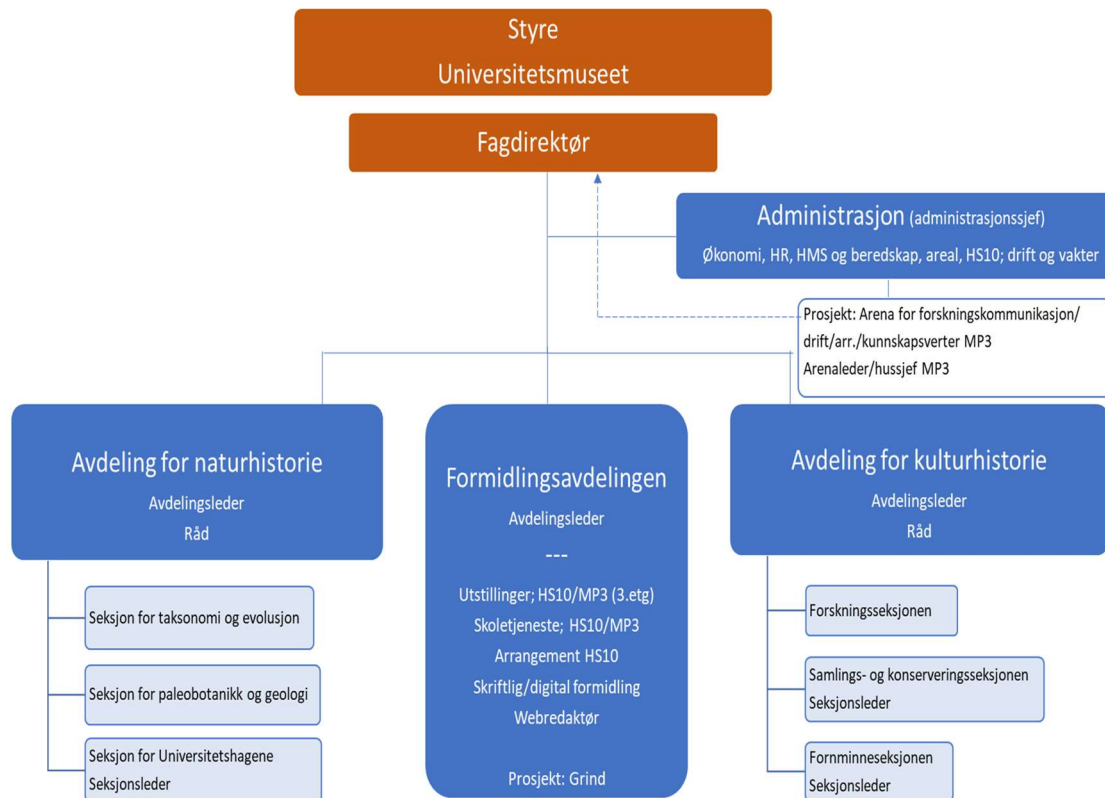 Styre
Universitetsmuseet
Fagdirektør
Administrasjon (administrasjonssjef)
Økonomi, HR, HMS og beredskap, areal, HS10; drift og vakter
Prosjekt: Arena for forskningskommunikasjon/
drift/arr./kunnskapsverter MP3
Arenaleder/hussjef MP3
Avdeling for naturhistorie
Avdelingsleder
Råd
Seksjon for taksonomi og evolusjon
Seksjon for paleobotanikk og geologi
Seksjon for Universitetshagene
Seksjonsleder
Formidlingsavdelingen
Avdelingsleder
---
Utstillinger; HS10/MP3 (3.etg)
Skoletjeneste; HS10/MP3
Arrangement HS10
Skriftlig/digital formidling
Webredaktør
Prosjekt: Grind
Avdeling for kulturhistorie
Avdelingsleder
Råd
Forskningsseksjonen
Samlings- og konserveringsseksjonen
Seksjonsleder
Fornminneseksjonen
Seksjonsleder